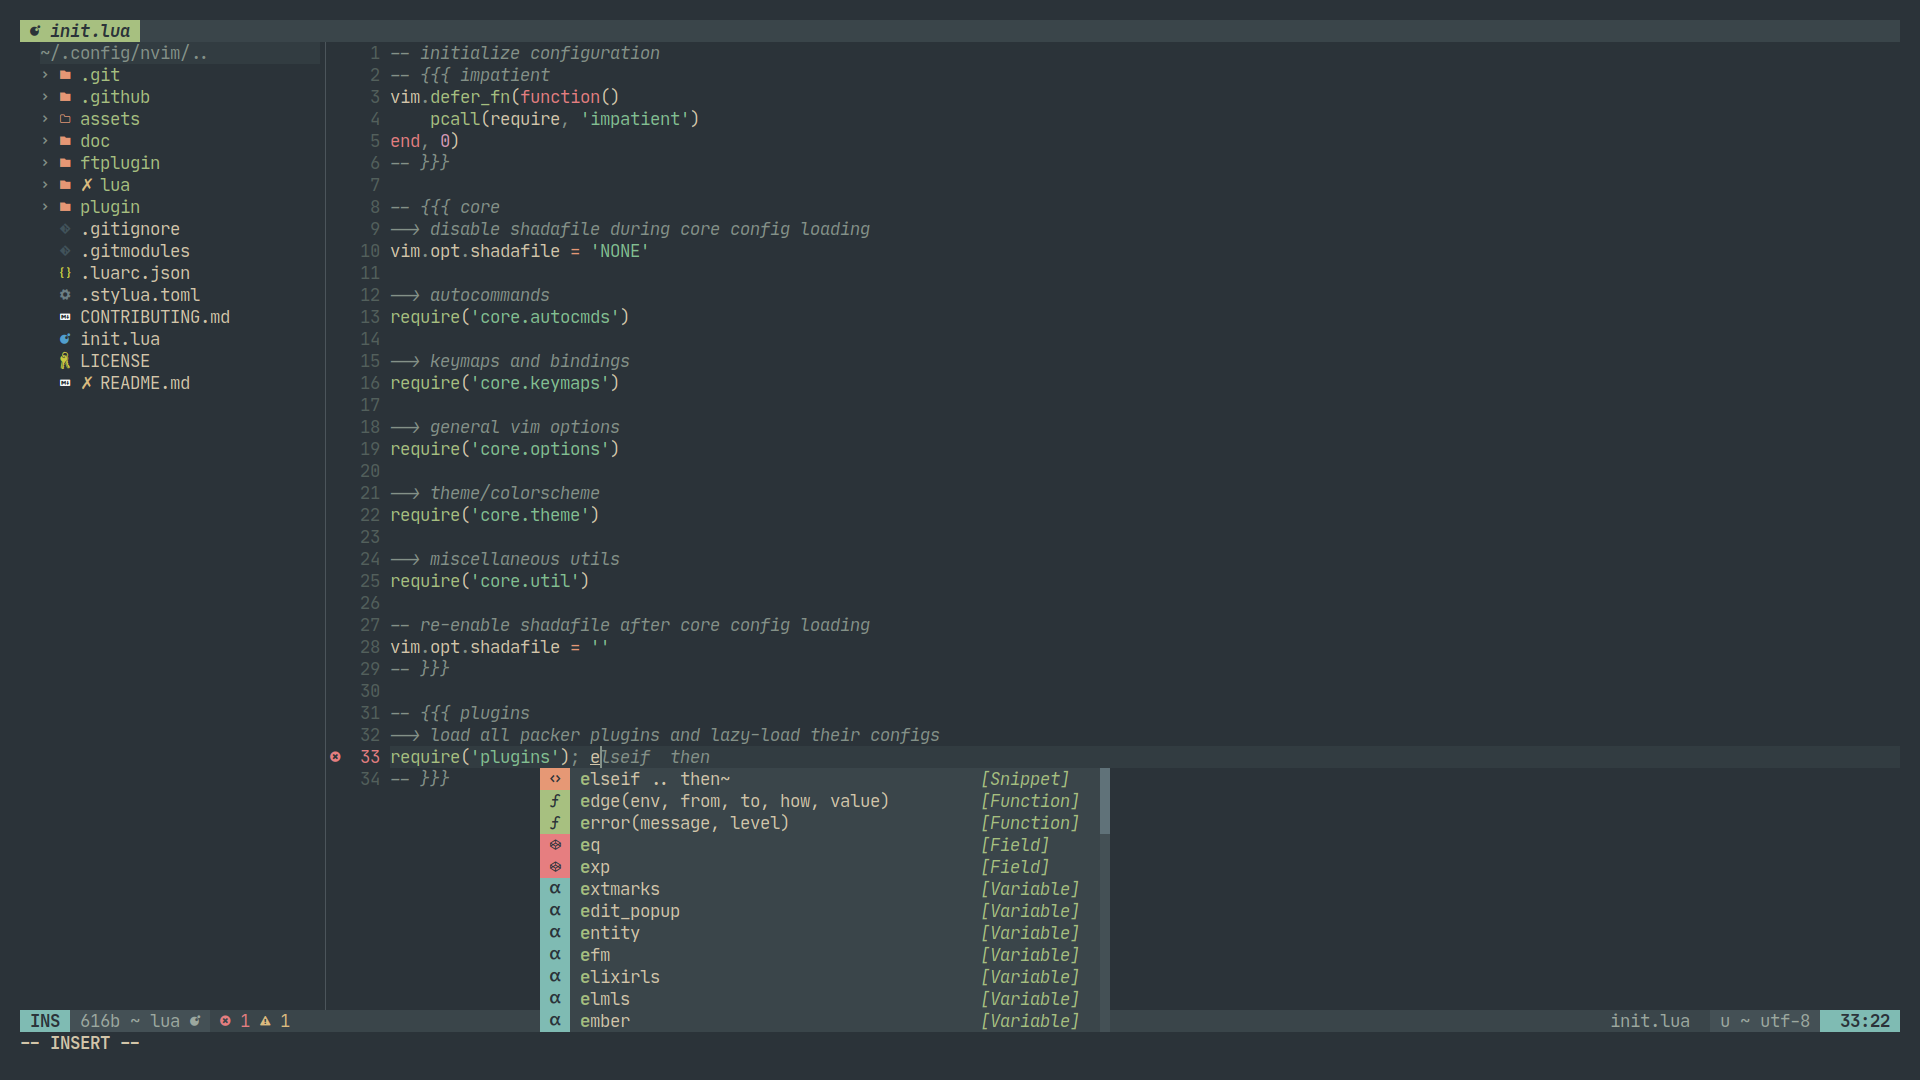 init.lua
~/.config/nvim/..
› .git
› .github
› assets
› doc
› ftplugin
› ✗ lua
› plugin
.gitignore
.gitmodules
{} .luarc.json
.stylua.toml
CONTRIBUTING.md
init.lua
LICENSE
✗ README.md
1 -- initialize configuration
2 -- {{{ impatient
3 vim.defer_fn(function()
4     pcall(require, 'impatient')
5 end, 0)
6 -- }}}
7
8 -- {{{ core
9 --> disable shadafile during core config loading
10 vim.opt.shadafile = 'NONE'
11
12 --> autocommands
13 require('core.autocmds')
14
15 --> keymaps and bindings
16 require('core.keymaps')
17
18 --> general vim options
19 require('core.options')
20
21 --> theme/colorscheme
22 require('core.theme')
23
24 --> miscellaneous utils
25 require('core.util')
26
27 -- re-enable shadafile after core config loading
28 vim.opt.shadafile = ''
29 -- }}}
30
31 -- {{{ plugins
32 --> load all packer plugins and lazy-load their configs
33 require('plugins'); elseif  then
34 -- }}}
<> elseif .. then~ [Snippet]
ƒ edge(env, from, to, how, value) [Function]
ƒ error(message, level) [Function]
eq [Field]
exp [Field]
α extmarks [Variable]
α edit_popup [Variable]
α entity [Variable]
α efm [Variable]
α elixirls [Variable]
α elmls [Variable]
α ember [Variable]
INS 616b ~ lua 1 1 init.lua u ~ utf-8 33:22
-- INSERT --